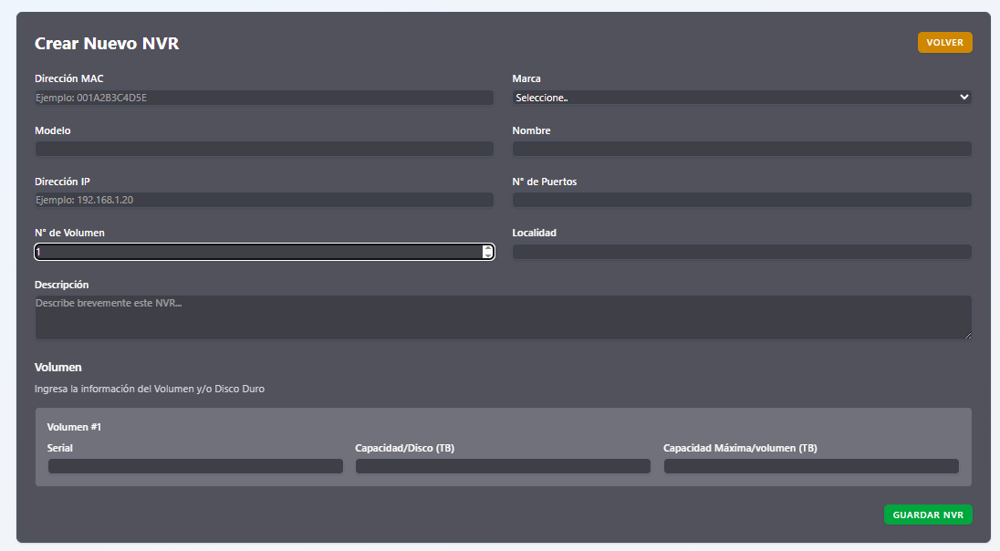 Crear Nuevo NVR
VOLVER
Dirección MAC
Marca
Ejemplo: 001A2B3C4D5E
Seleccione..
Modelo
Nombre
Dirección IP
N° de Puertos
Ejemplo: 192.168.1.20
N° de Volumen
Localidad
1
Descripción
Describe brevemente este NVR...
Volumen
Ingresa la información del Volumen y/o Disco Duro
Volumen #1
Serial
Capacidad/Disco (TB)
Capacidad Máxima/volumen (TB)
GUARDAR NVR